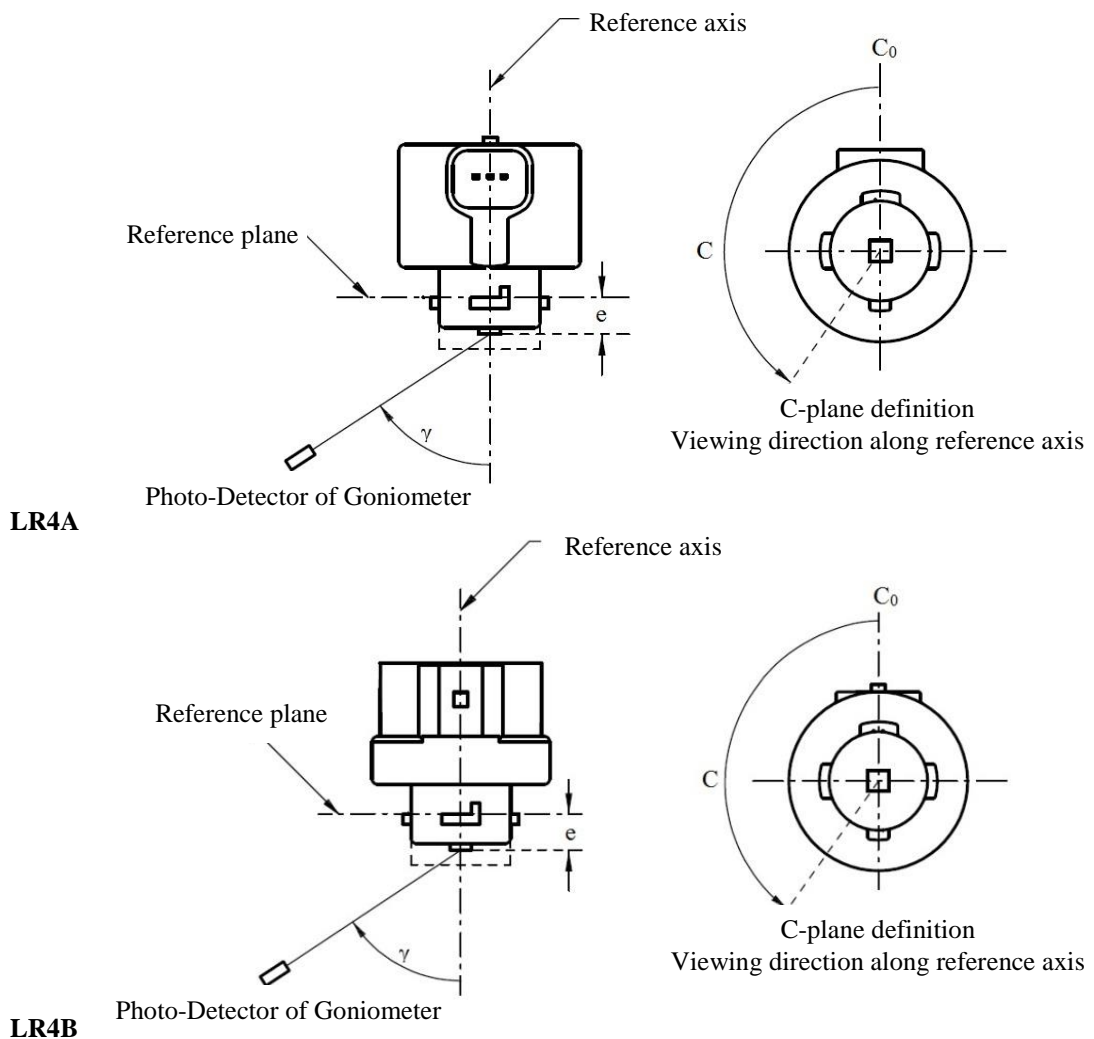 Reference axis
C₀
Reference plane
C
e
γ
C-plane definition
Viewing direction along reference axis
Photo-Detector of Goniometer
LR4A
Reference axis
C₀
Reference plane
C
e
γ
C-plane definition
Viewing direction along reference axis
Photo-Detector of Goniometer
LR4B